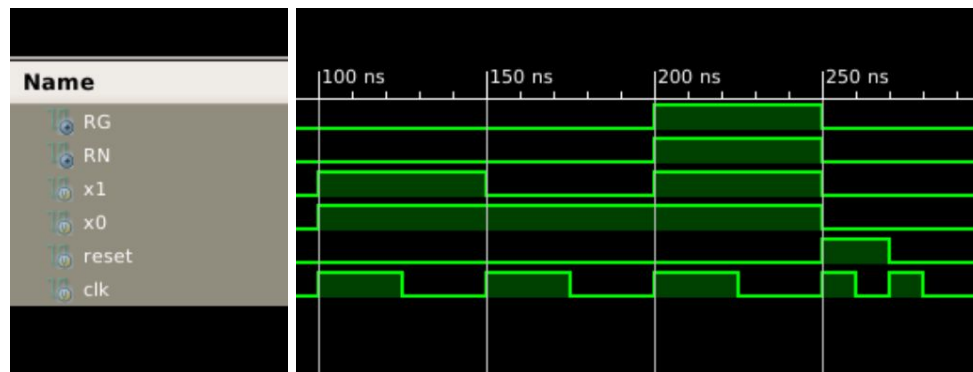 Name
100 ns 150 ns 200 ns 250 ns
RG
RN
x1
x0
reset
clk